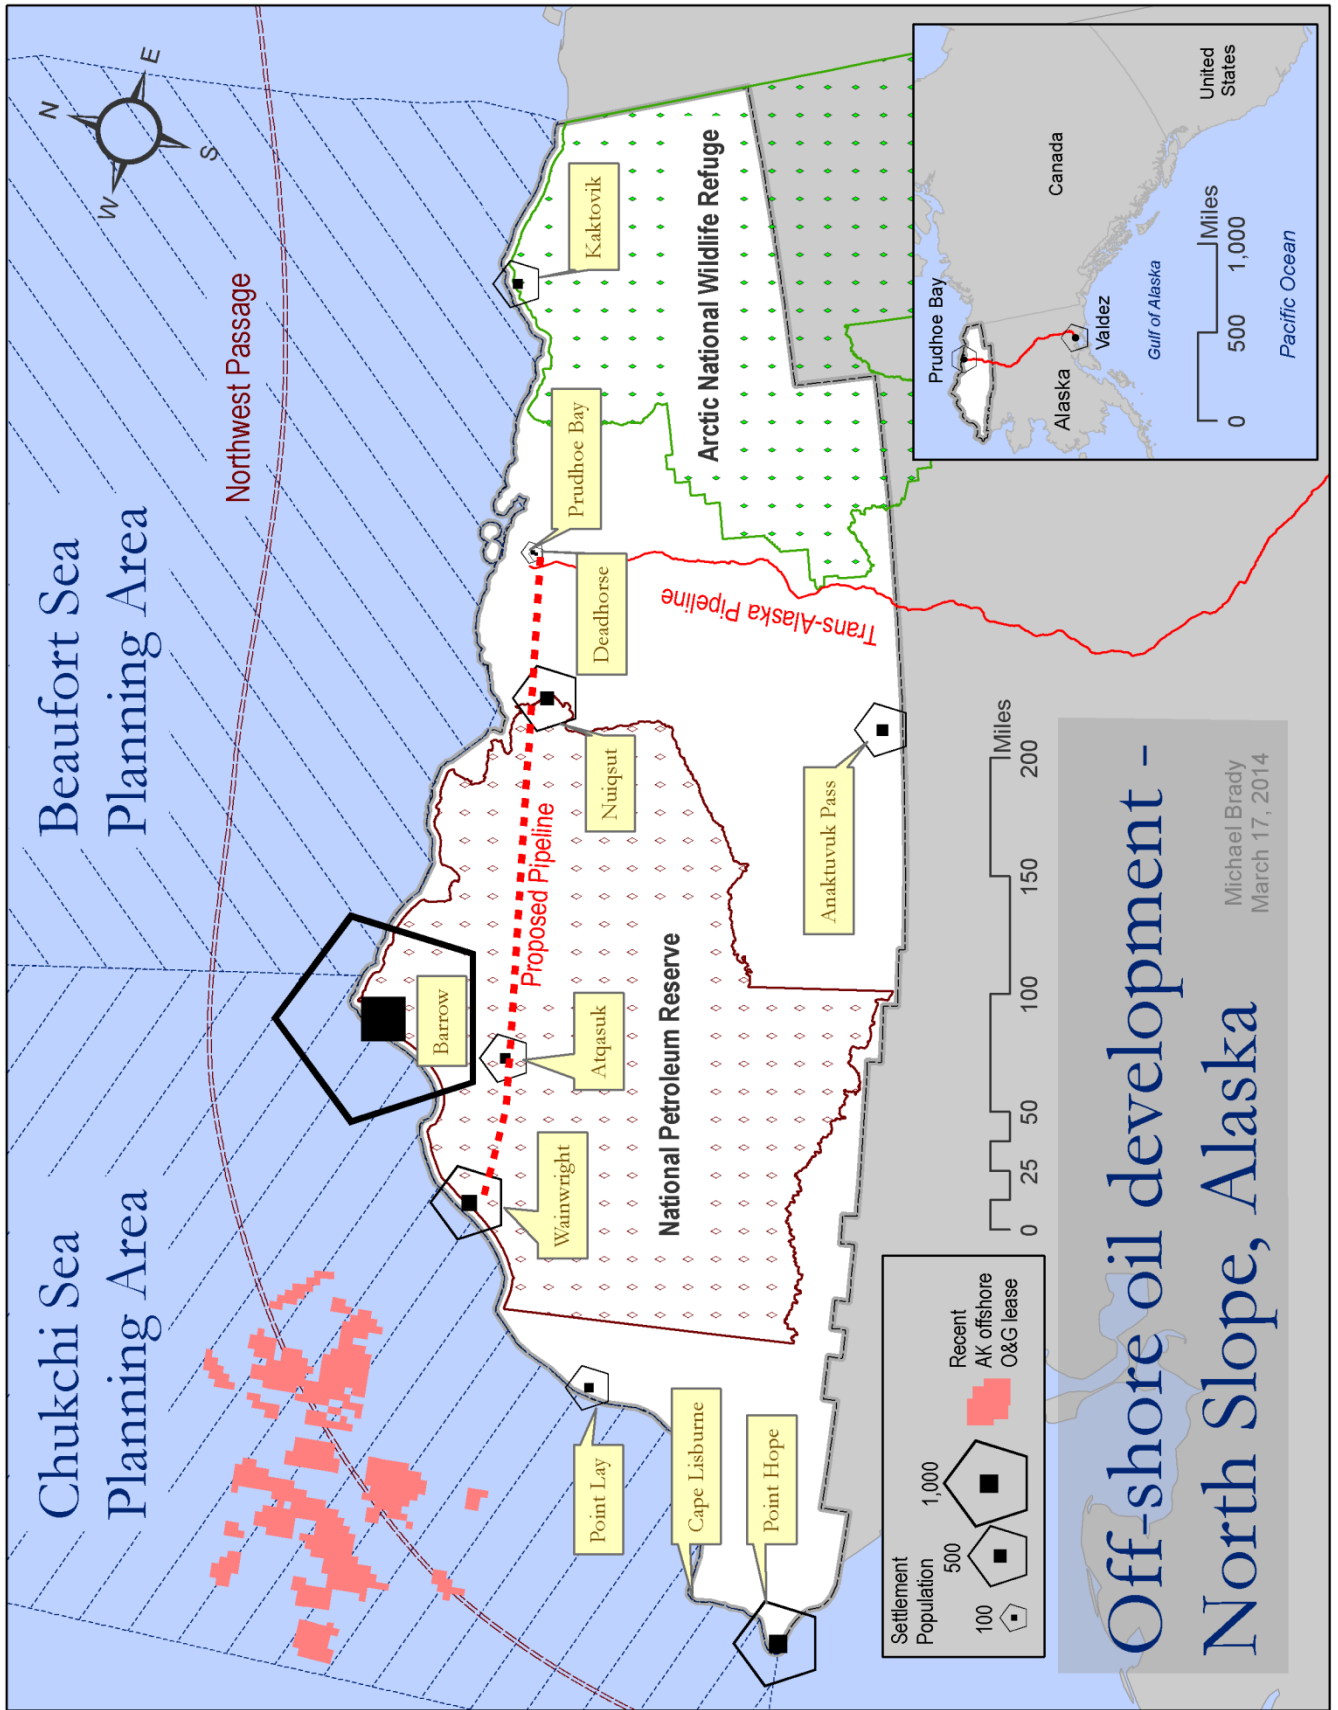 Chukchi Sea
Planning Area
Beaufort Sea
Planning Area
N
E
S
W
Northwest Passage
Barrow
Wainwright
Atqasuk
Proposed Pipeline
Nuiqsut
Deadhorse
Prudhoe Bay
Kaktovik
Point Lay
Cape Lisburne
Point Hope
National Petroleum Reserve
Anaktuvuk Pass
Trans-Alaska Pipeline
Arctic National Wildlife Refuge
Settlement
Population
100
500
1,000
Recent
AK offshore
O&G lease
0
25
50
100
150
200
Miles
Off-shore oil development -
North Slope, Alaska
Michael Brady
March 17, 2014
Prudhoe Bay
Alaska
Valdez
Canada
United
States
Gulf of Alaska
Pacific Ocean
0
500
1,000
Miles